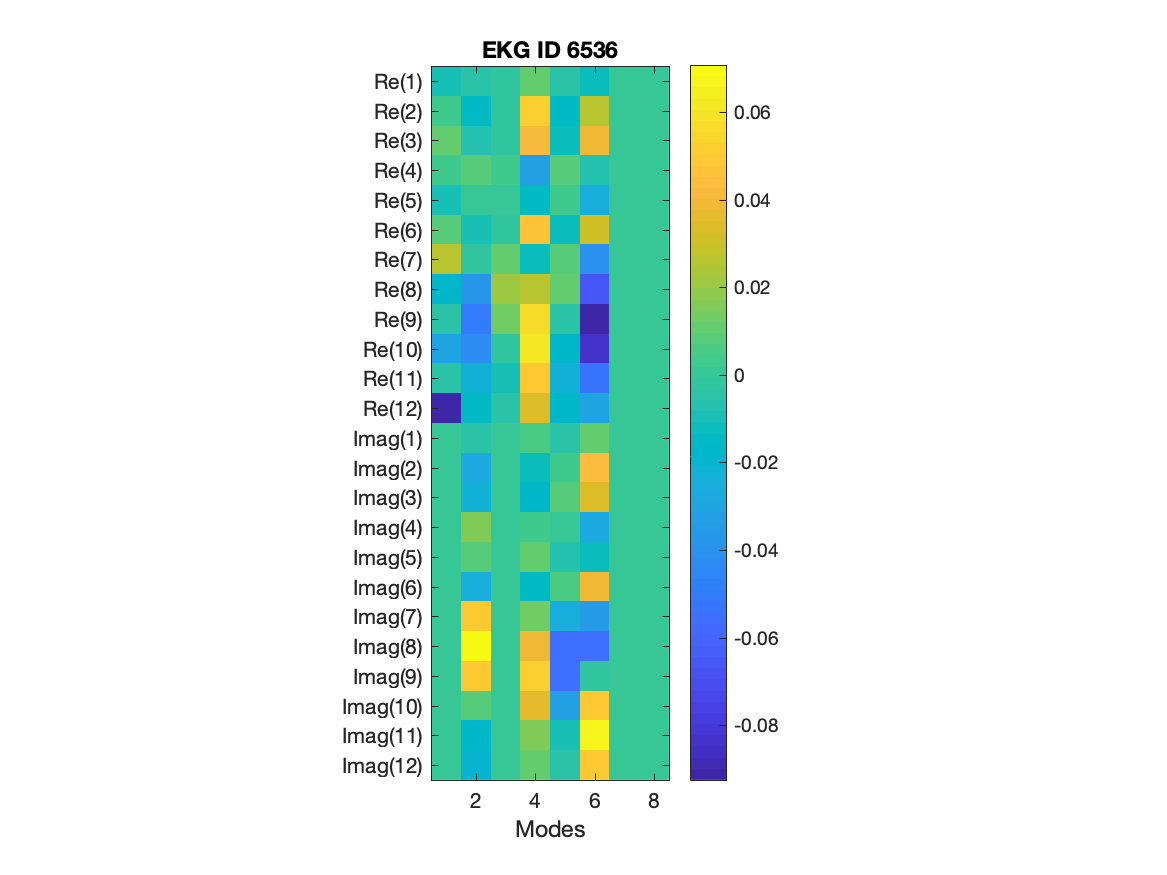 EKG ID 6536
Re(1)
Re(2)
Re(3)
Re(4)
Re(5)
Re(6)
Re(7)
Re(8)
Re(9)
Re(10)
Re(11)
Re(12)
Imag(1)
Imag(2)
Imag(3)
Imag(4)
Imag(5)
Imag(6)
Imag(7)
Imag(8)
Imag(9)
Imag(10)
Imag(11)
Imag(12)
2 4 6 8
Modes
0.06
0.04
0.02
0
-0.02
-0.04
-0.06
-0.08